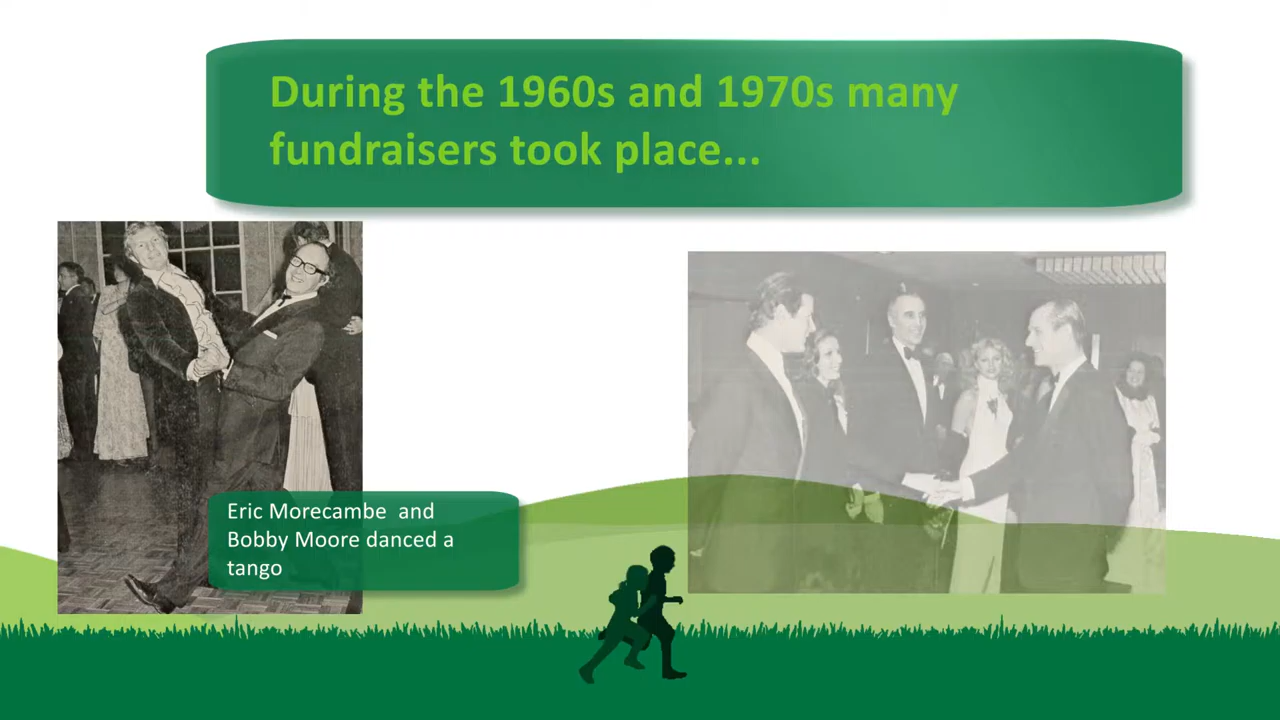 During the 1960s and 1970s many
fundraisers took place...
Eric Morecambe  and
Bobby Moore danced a
tango